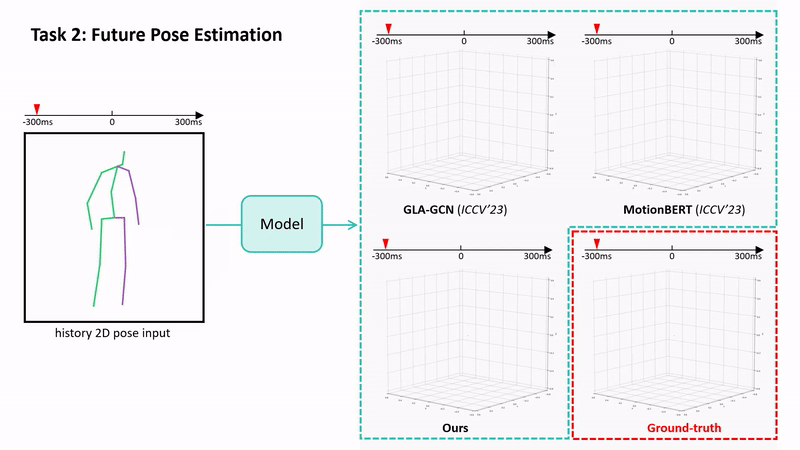 Task 2: Future Pose Estimation
-300ms 0 300ms
history 2D pose input
Model
-300ms 0 300ms
GLA-GCN (ICCV'23)
-300ms 0 300ms
MotionBERT (ICCV'23)
-300ms 0 300ms
Ours
-300ms 0 300ms
Ground-truth